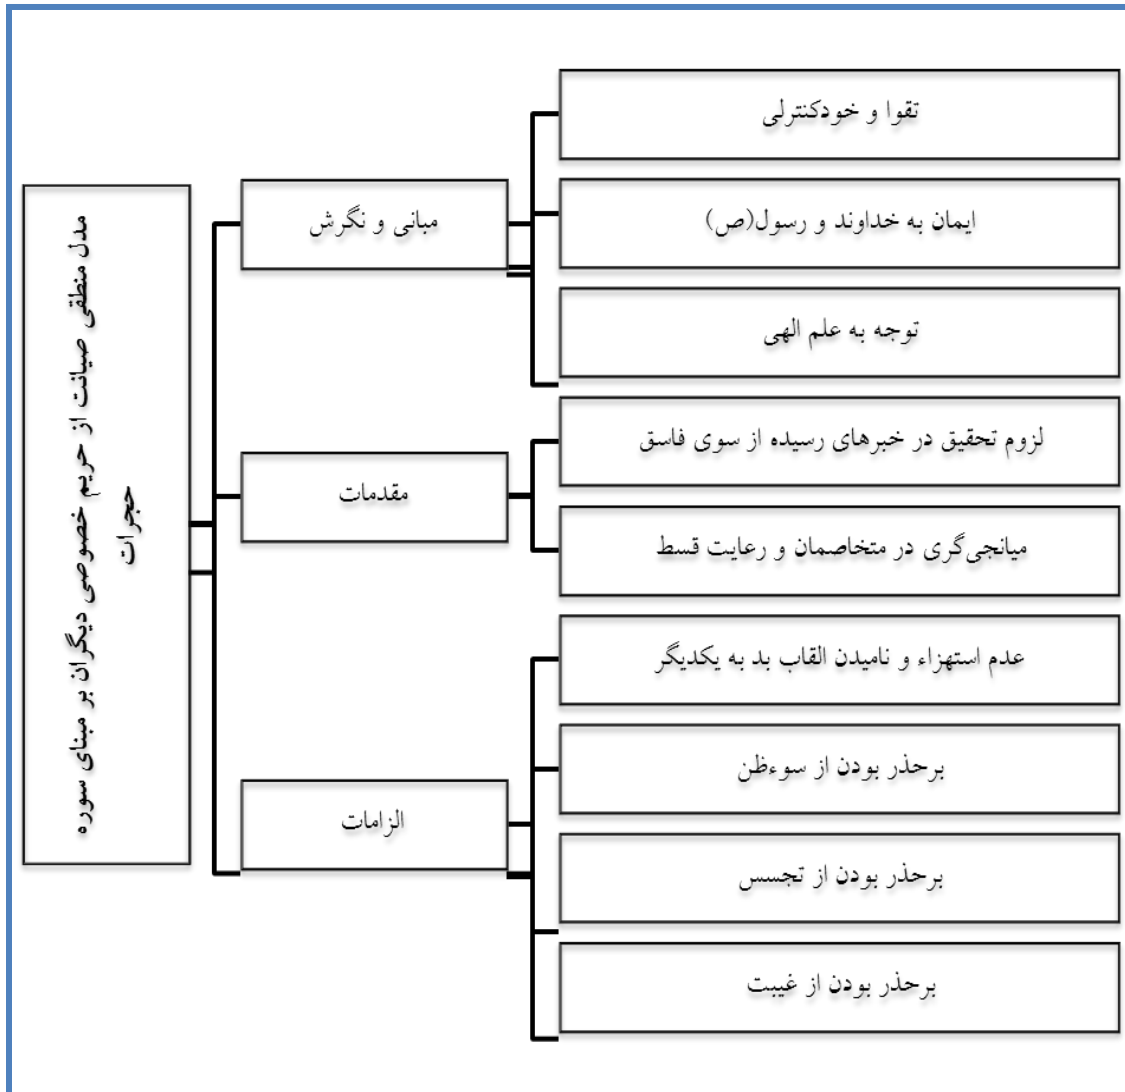 مدل منطقی صیانت از حریم خصوصی دیگران بر مبنای سوره
حجرات
مبانی و نگرش
تقوا و خودکنترلی
ایمان به خداوند و رسول(ص)
توجه به علم الهی
مقدمات
لزوم تحقیق در خبرهای رسیده از سوی فاسق
میانجی‌گری در متخاصمان و رعایت قسط
الزامات
عدم استهزاء و نامیدن القاب بد به یکدیگر
برحذر بودن از سوءظن
برحذر بودن از تجسس
برحذر بودن از غیبت